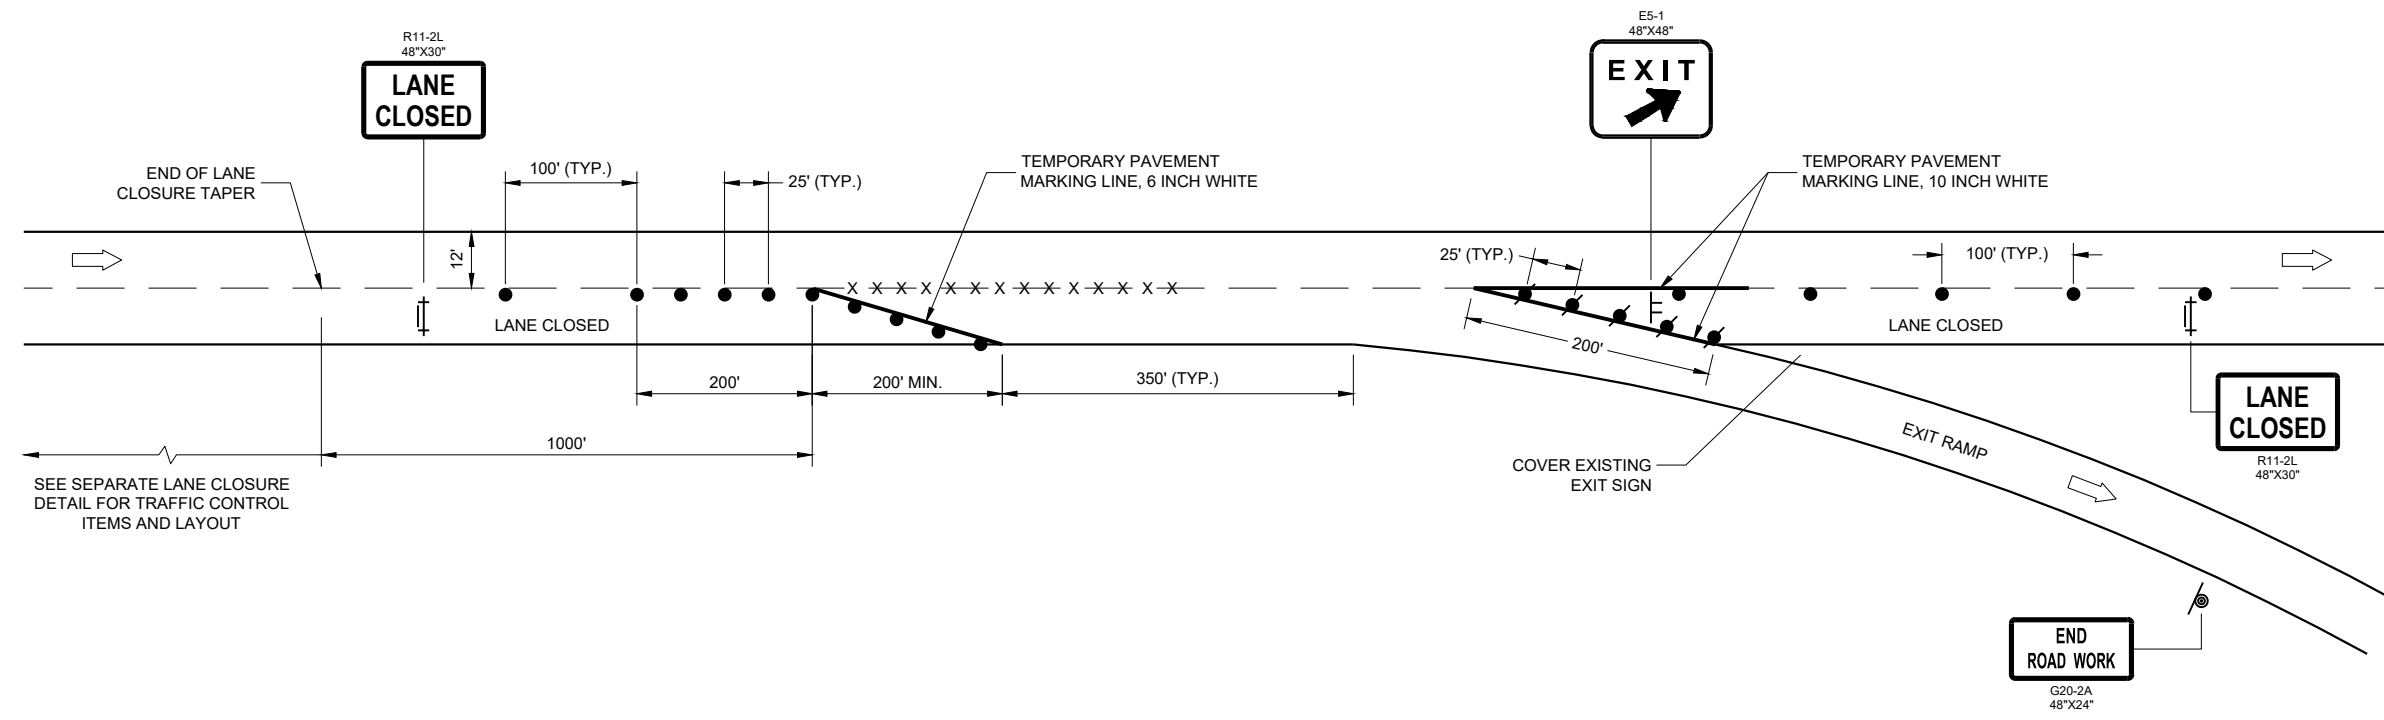 R11-2L
48"X30"
LANE
CLOSED
E5-1
48"X48"
EXIT
END OF LANE
CLOSURE TAPER
100' (TYP.)
25' (TYP.)
TEMPORARY PAVEMENT
MARKING LINE, 6 INCH WHITE
TEMPORARY PAVEMENT
MARKING LINE, 10 INCH WHITE
12'
25' (TYP.)
100' (TYP.)
X X X X X X X X X X X X X X
LANE CLOSED
LANE CLOSED
200'
200'
200' MIN.
350' (TYP.)
1000'
SEE SEPARATE LANE CLOSURE
DETAIL FOR TRAFFIC CONTROL
ITEMS AND LAYOUT
COVER EXISTING
EXIT SIGN
EXIT RAMP
LANE
CLOSED
R11-2L
48"X30"
END
ROAD WORK
G20-2A
48"X24"